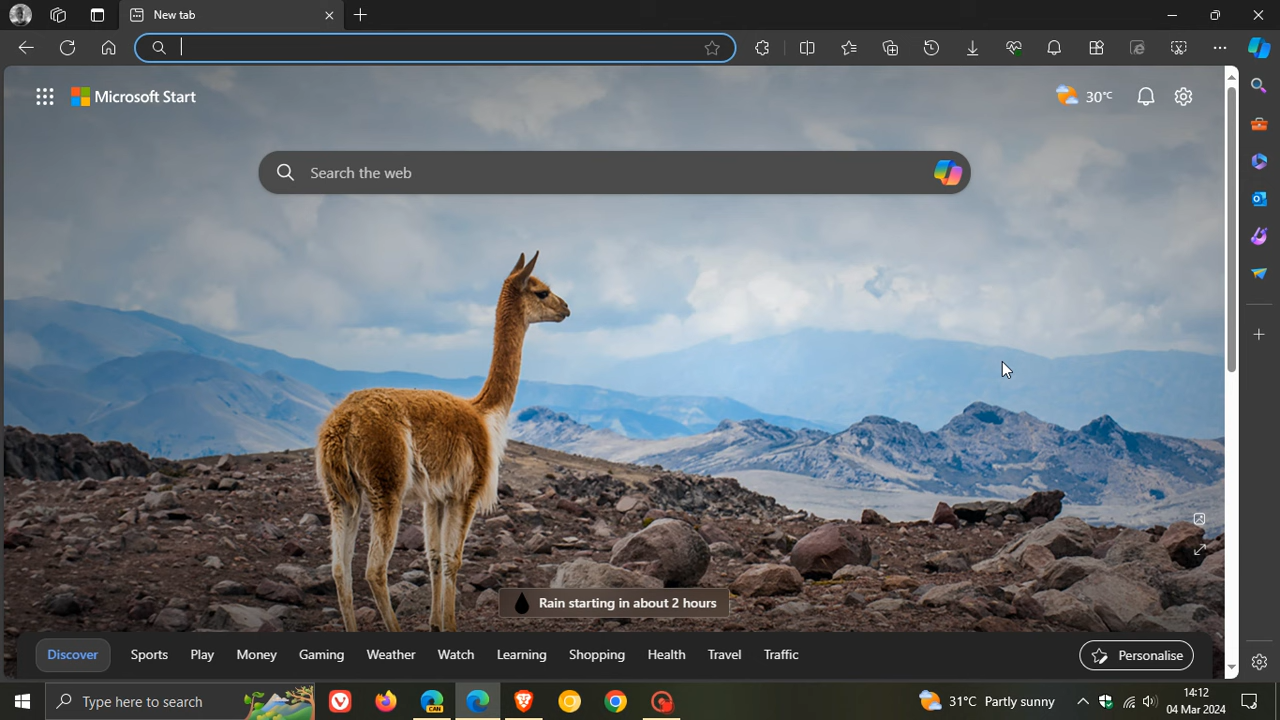 New tab
Microsoft Start
30°C
Search the web
Rain starting in about 2 hours
Discover Sports Play Money Gaming Weather Watch Learning Shopping Health Travel Traffic Personalise
Type here to search
CAN
31°C Partly sunny
14:12
04 Mar 2024